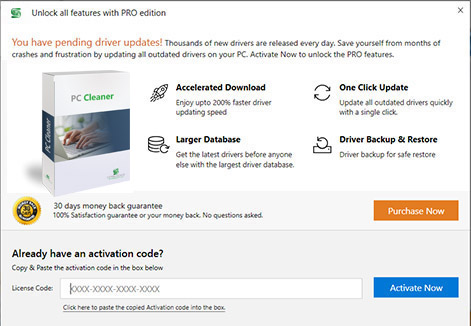 Unlock all features with PRO edition
You have pending driver updates! Thousands of new drivers are released every day. Save yourself from months of
crashes and frustration by updating all outdated drivers on your PC. Activate Now to unlock the PRO features.
PC Cleaner
Accelerated Download
Enjoy upto 200% faster driver
updating speed
One Click Update
Update all outdated drivers quickly
with a single click.
Larger Database
Get the latest drivers before anyone
else with the largest driver database.
Driver Backup & Restore
Driver backup for safe restore
30 days money back guarantee
100% Satisfaction guarantee or your money back. No questions asked.
Purchase Now
Already have an activation code?
Copy & Paste the activation code in the box below
License Code:
XXXX-XXXX-XXXX-XXXX
Activate Now
Click here to paste the copied Activation code into the box.